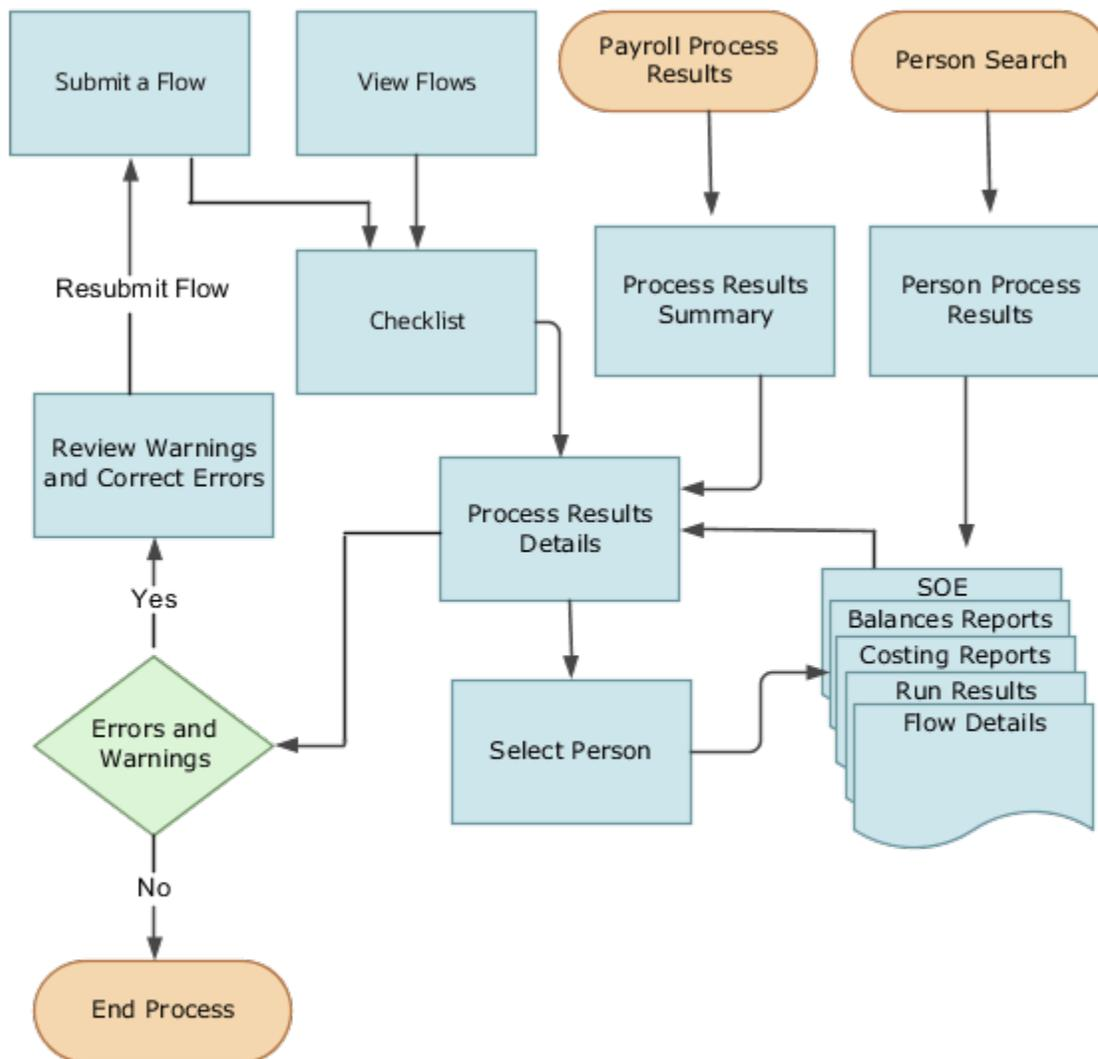 Submit a Flow
View Flows
Payroll Process
Results
Person Search
Resubmit Flow
Checklist
Process Results
Summary
Person Process
Results
Review Warnings
and Correct Errors
Process Results
Details
Yes
SOE
Balances Reports
Costing Reports
Run Results
Flow Details
Errors and
Warnings
Select Person
No
End Process